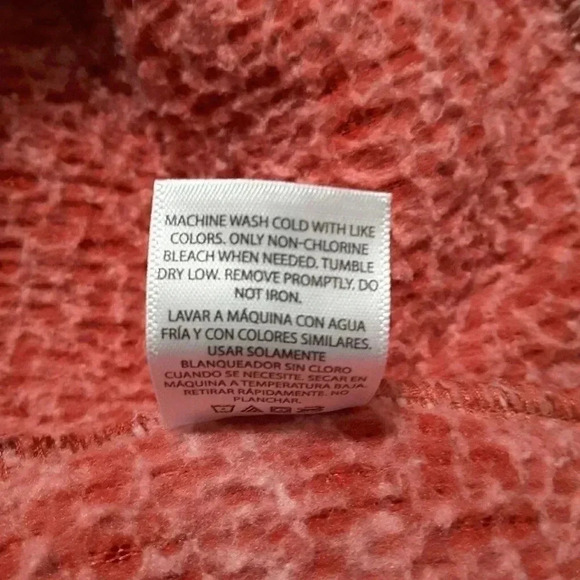 MACHINE WASH COLD WITH LIKE
COLORS. ONLY NON-CHLORINE
BLEACH WHEN NEEDED. TUMBLE
DRY LOW. REMOVE PROMPTLY. DO
NOT IRON.
LAVAR A MÁQUINA CON AGUA
FRÍA Y CON COLORES SIMILARES.
USAR SOLAMENTE
BLANQUEADOR SIN CLORO
CUANDO SE NECESITE. SECAR EN
MÁQUINA A TEMPERATURA BAJA.
RETIRAR RÁPIDAMENTE. NO
PLANCHAR.